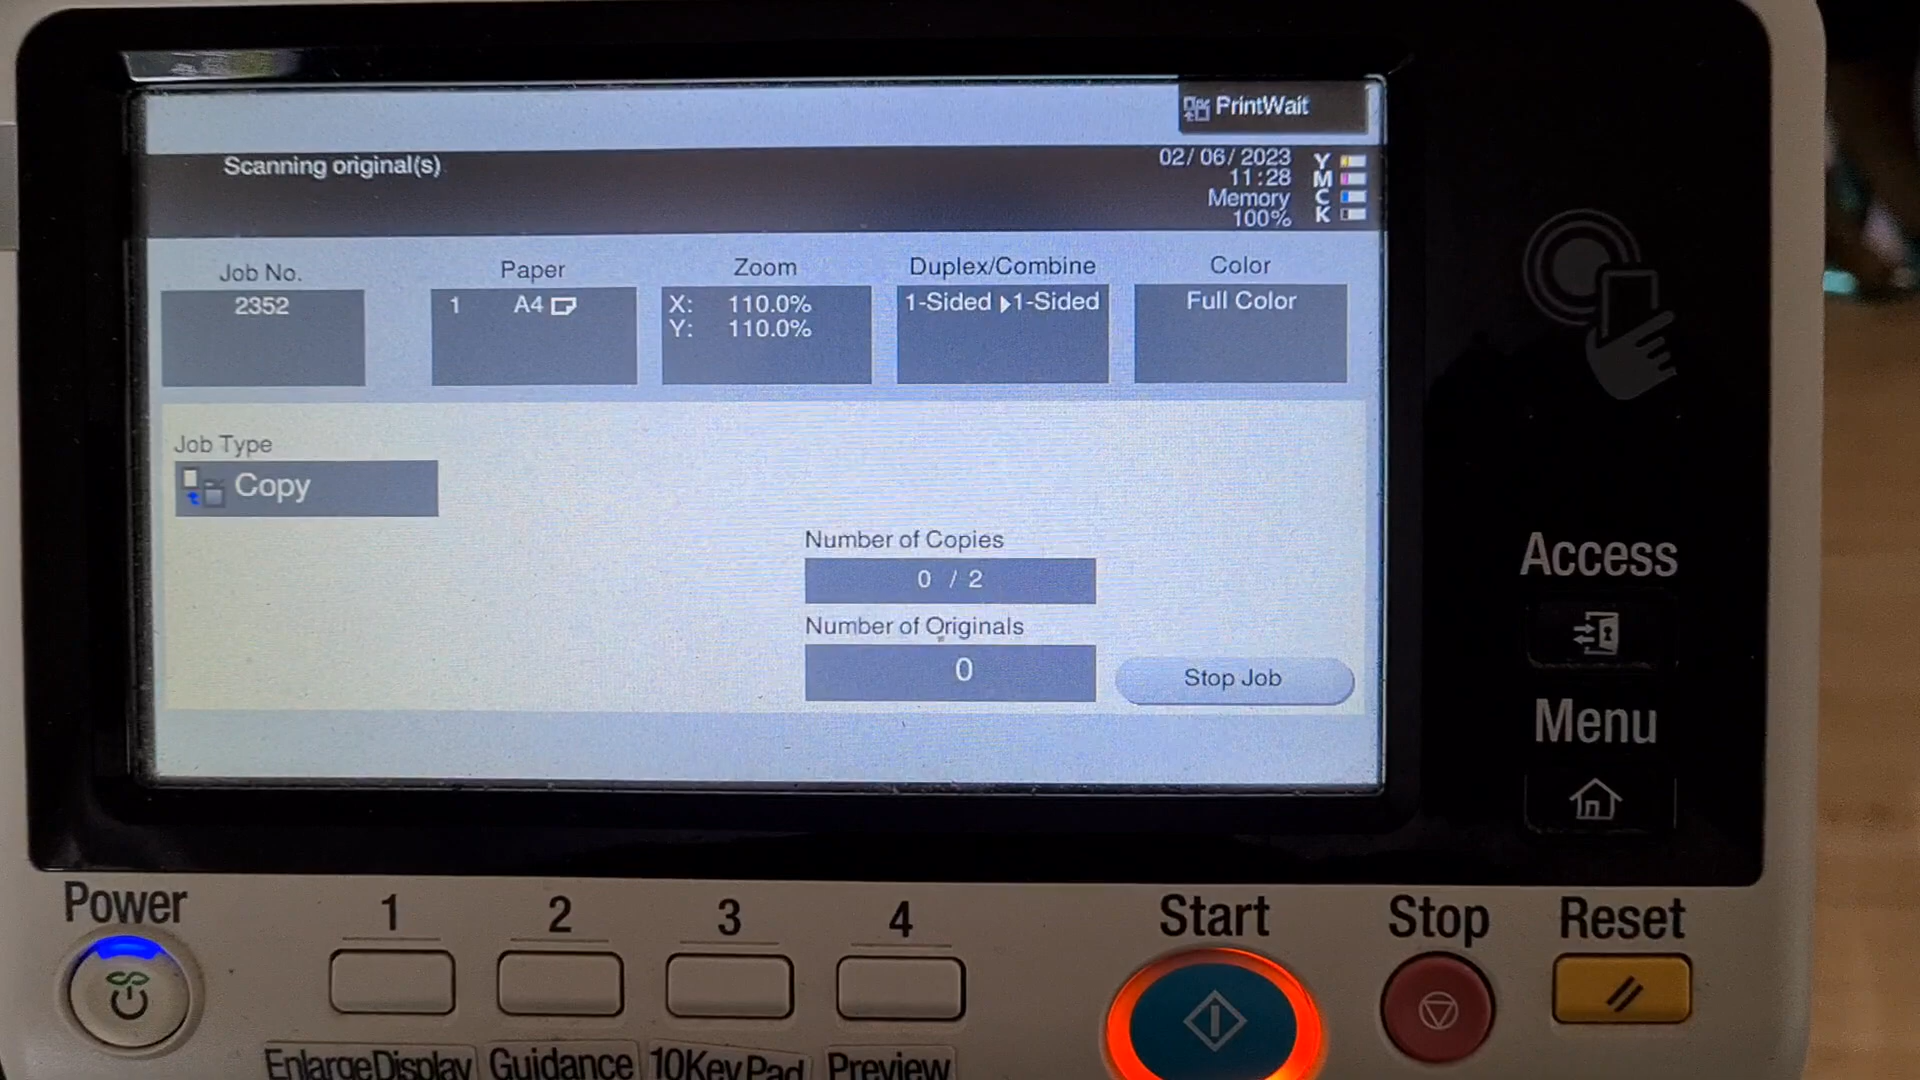 PrintWait
Scanning original(s)
02/06/2023
11:28
Memory
100%
Y
M
C
K
Job No.
2352
Paper
1 A4
Zoom
X: 110.0%
Y: 110.0%
Duplex/Combine
1-Sided ▶1-Sided
Color
Full Color
Job Type
Copy
Number of Copies
0 / 2
Number of Originals
0
Stop Job
Access
Menu
Power
1
2
3
4
Start
Stop
Reset
EnlargeDisplay
Guidance
10KeyPad
Preview